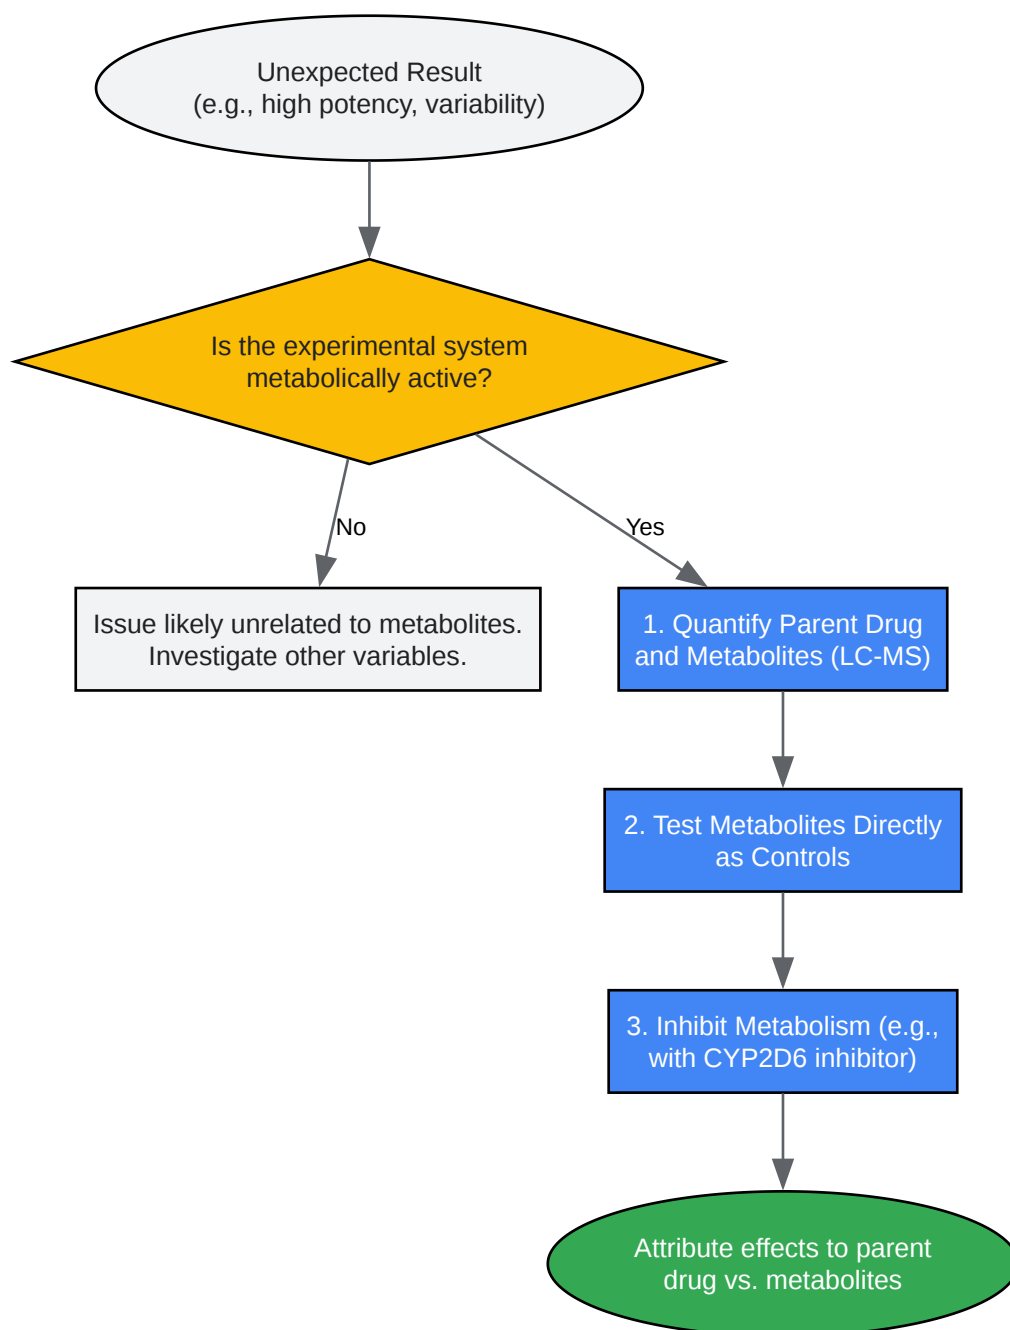 Unexpected Result
(e.g., high potency, variability)
Is the experimental system
metabolically active?
No
Yes
Issue likely unrelated to metabolites.
Investigate other variables.
1. Quantify Parent Drug
and Metabolites (LC-MS)
2. Test Metabolites Directly
as Controls
3. Inhibit Metabolism (e.g.,
with CYP2D6 inhibitor)
Attribute effects to parent
drug vs. metabolites